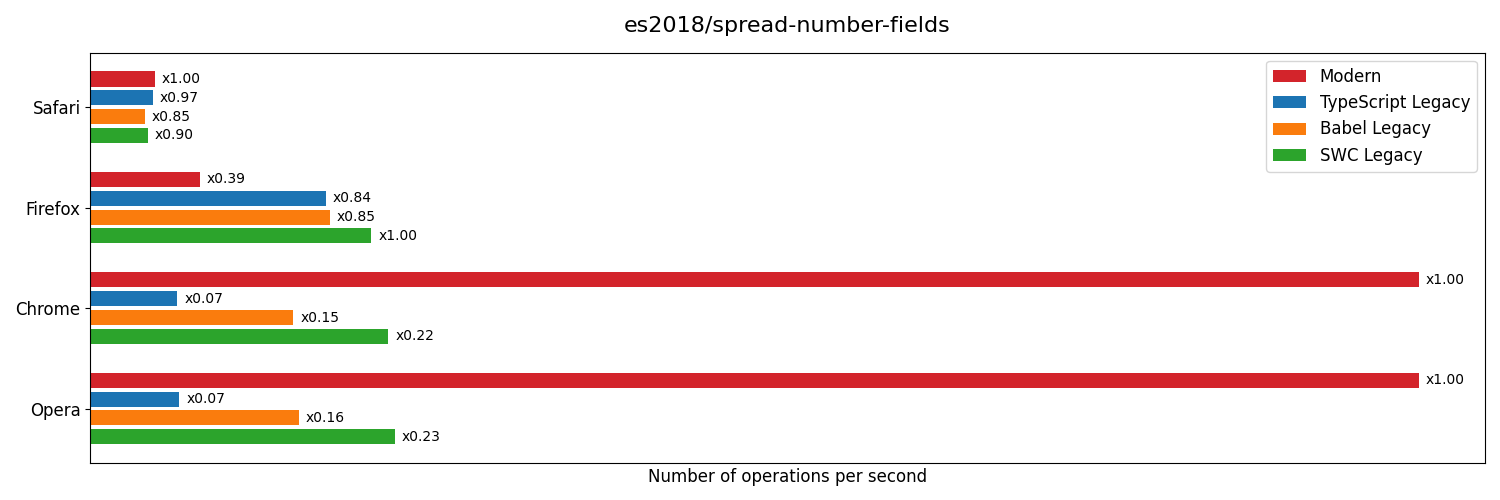 es2018/spread-number-fields
Modern
TypeScript Legacy
Babel Legacy
SWC Legacy
Safari
x1.00
x0.97
x0.85
x0.90
Firefox
x0.39
x0.84
x0.85
x1.00
Chrome
x1.00
x0.07
x0.15
x0.22
Opera
x1.00
x0.07
x0.16
x0.23
Number of operations per second